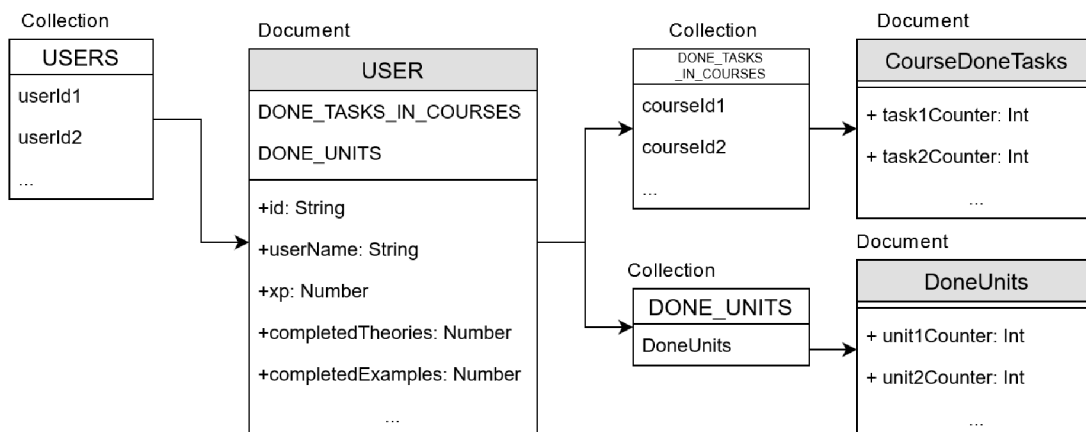 Collection
USERS
userId1
userId2
...
Document
USER
DONE_TASKS_IN_COURSES
DONE_UNITS
+id: String
+userName: String
+xp: Number
+completedTheories: Number
+completedExamples: Number
...
Collection
DONE_TASKS
_IN_COURSES
courseId1
courseId2
...
Document
CourseDoneTasks
+ task1Counter: Int
+ task2Counter: Int
...
Collection
DONE_UNITS
DoneUnits
Document
DoneUnits
+ unit1Counter: Int
+ unit2Counter: Int
...